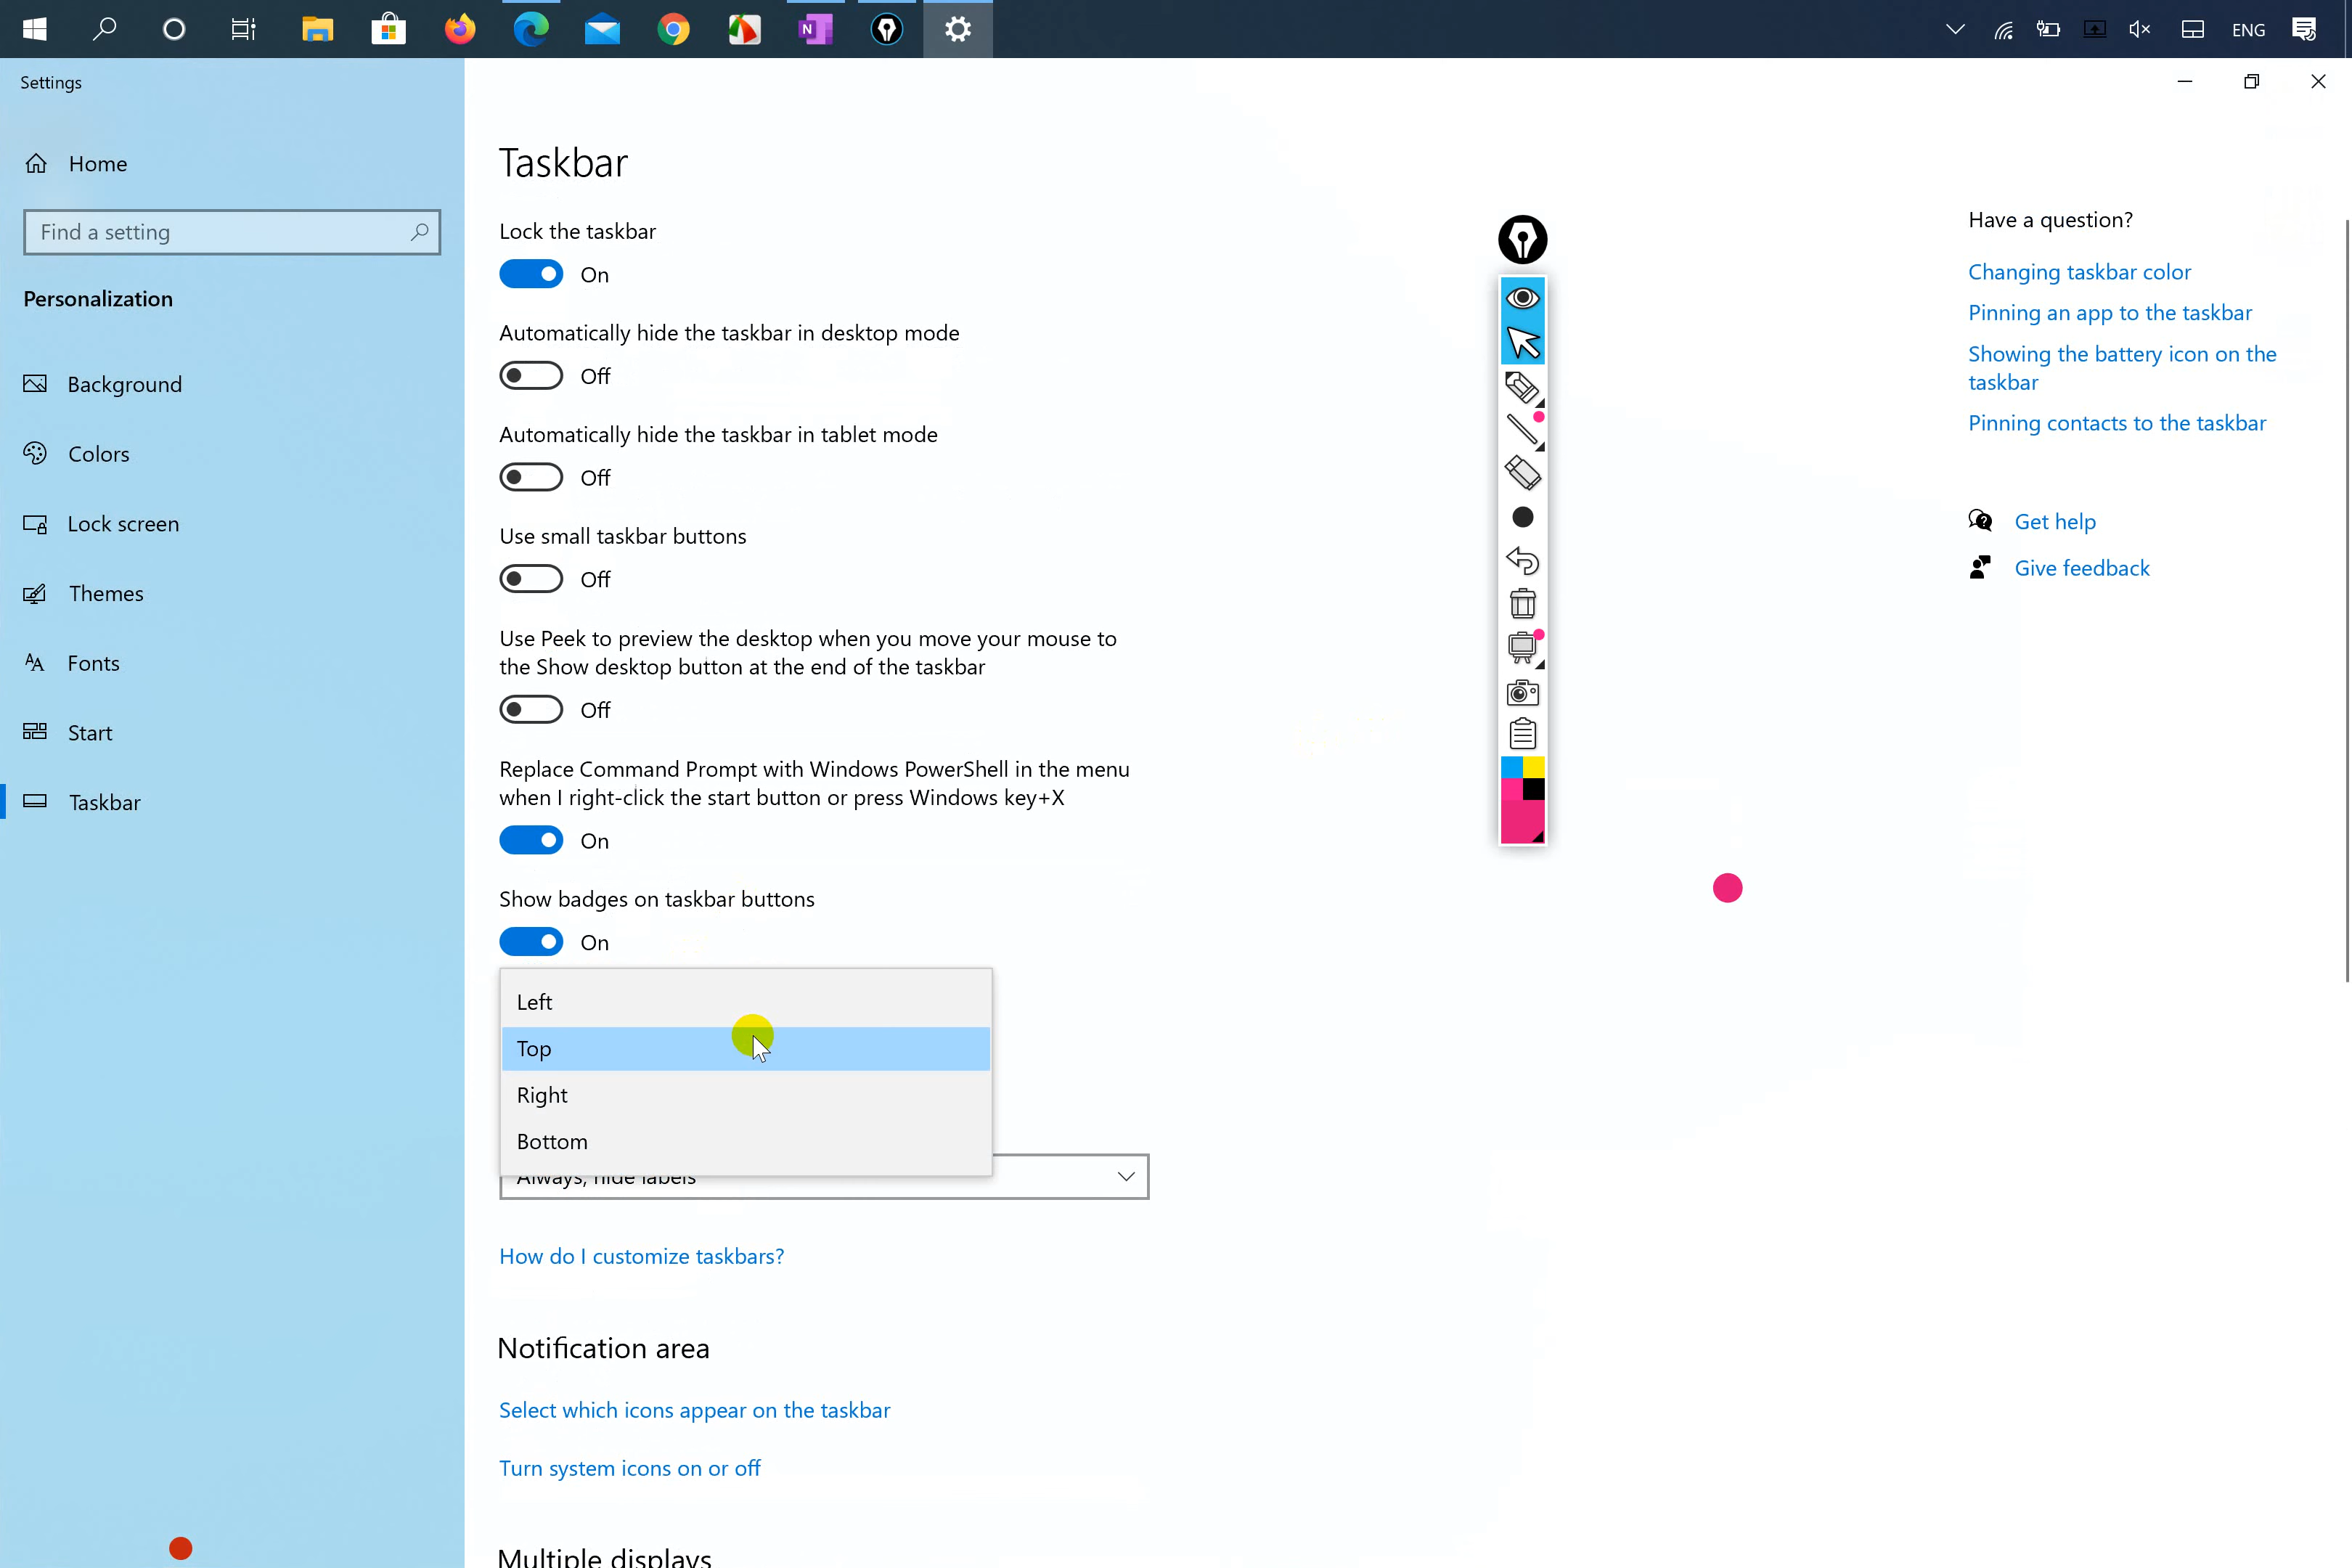 ENG
Settings
Home
Find a setting
Personalization
Background
Colors
Lock screen
Themes
Fonts
Start
Taskbar
Taskbar
Lock the taskbar
On
Automatically hide the taskbar in desktop mode
Off
Automatically hide the taskbar in tablet mode
Off
Use small taskbar buttons
Off
Use Peek to preview the desktop when you move your mouse to
the Show desktop button at the end of the taskbar
Off
Replace Command Prompt with Windows PowerShell in the menu
when I right-click the start button or press Windows key+X
On
Show badges on taskbar buttons
On
Left
Top
Right
Bottom
Always, hide labels
How do I customize taskbars?
Notification area
Select which icons appear on the taskbar
Turn system icons on or off
Multiple displays
Have a question?
Changing taskbar color
Pinning an app to the taskbar
Showing the battery icon on the
taskbar
Pinning contacts to the taskbar
Get help
Give feedback